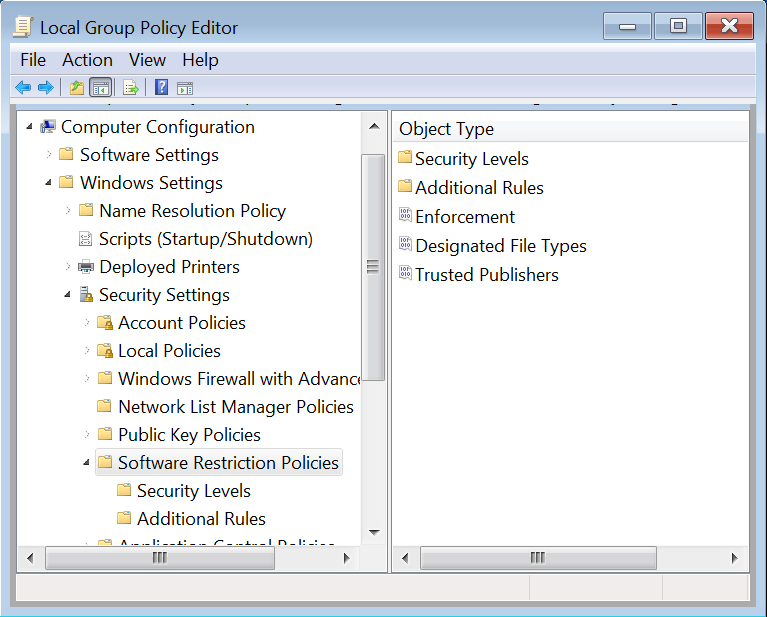 Local Group Policy Editor
File Action View Help
Computer Configuration
Software Settings
Windows Settings
Name Resolution Policy
Scripts (Startup/Shutdown)
Deployed Printers
Security Settings
Account Policies
Local Policies
Windows Firewall with Advance
Network List Manager Policies
Public Key Policies
Software Restriction Policies
Security Levels
Additional Rules
Application Control Policies
Object Type
Security Levels
Additional Rules
Enforcement
Designated File Types
Trusted Publishers